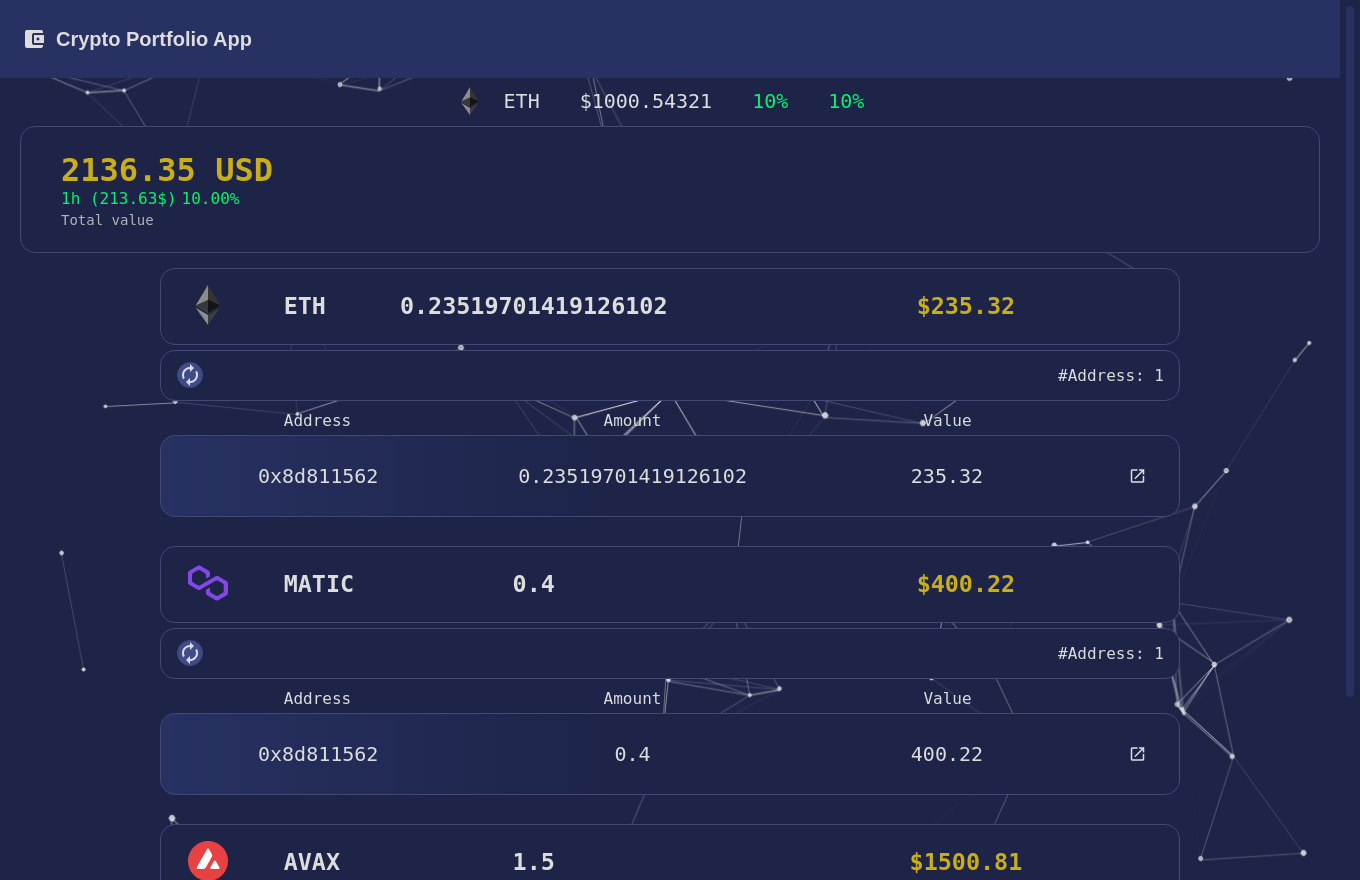 Crypto Portfolio App
ETH $1000.54321 10% 10%
2136.35 USD
1h (213.63$) 10.00%
Total value
ETH 0.23519701419126102 $235.32
#Address: 1
Address Amount Value
0x8d811562 0.23519701419126102 235.32
MATIC 0.4 $400.22
#Address: 1
Address Amount Value
0x8d811562 0.4 400.22
AVAX 1.5 $1500.81